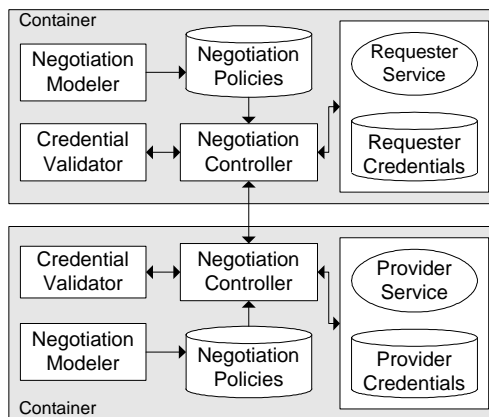 Container
Negotiation
Modeler
Negotiation
Policies
Requester
Service
Credential
Validator
Negotiation
Controller
Requester
Credentials
Credential
Validator
Negotiation
Controller
Provider
Service
Negotiation
Modeler
Negotiation
Policies
Provider
Credentials
Container